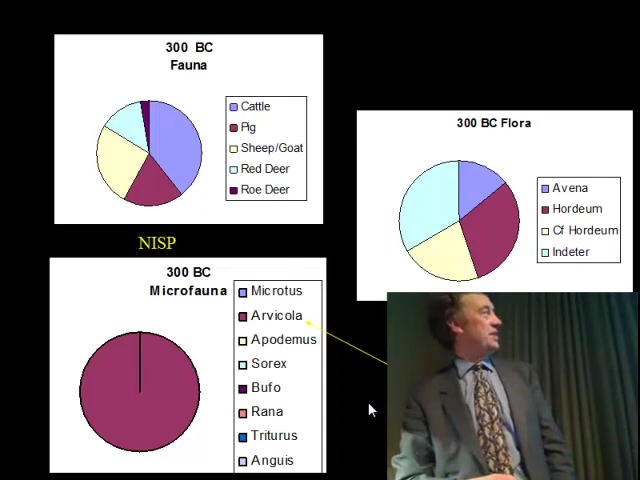 300 BC
Fauna
Cattle
Pig
Sheep/Goat
Red Deer
Roe Deer
NISP
300 BC
Microfauna
Microtus
Arvicola
Apodemus
Sorex
Bufo
Rana
Triturus
Anguis
300 BC Flora
Avena
Hordeum
Cf Hordeum
Indeter